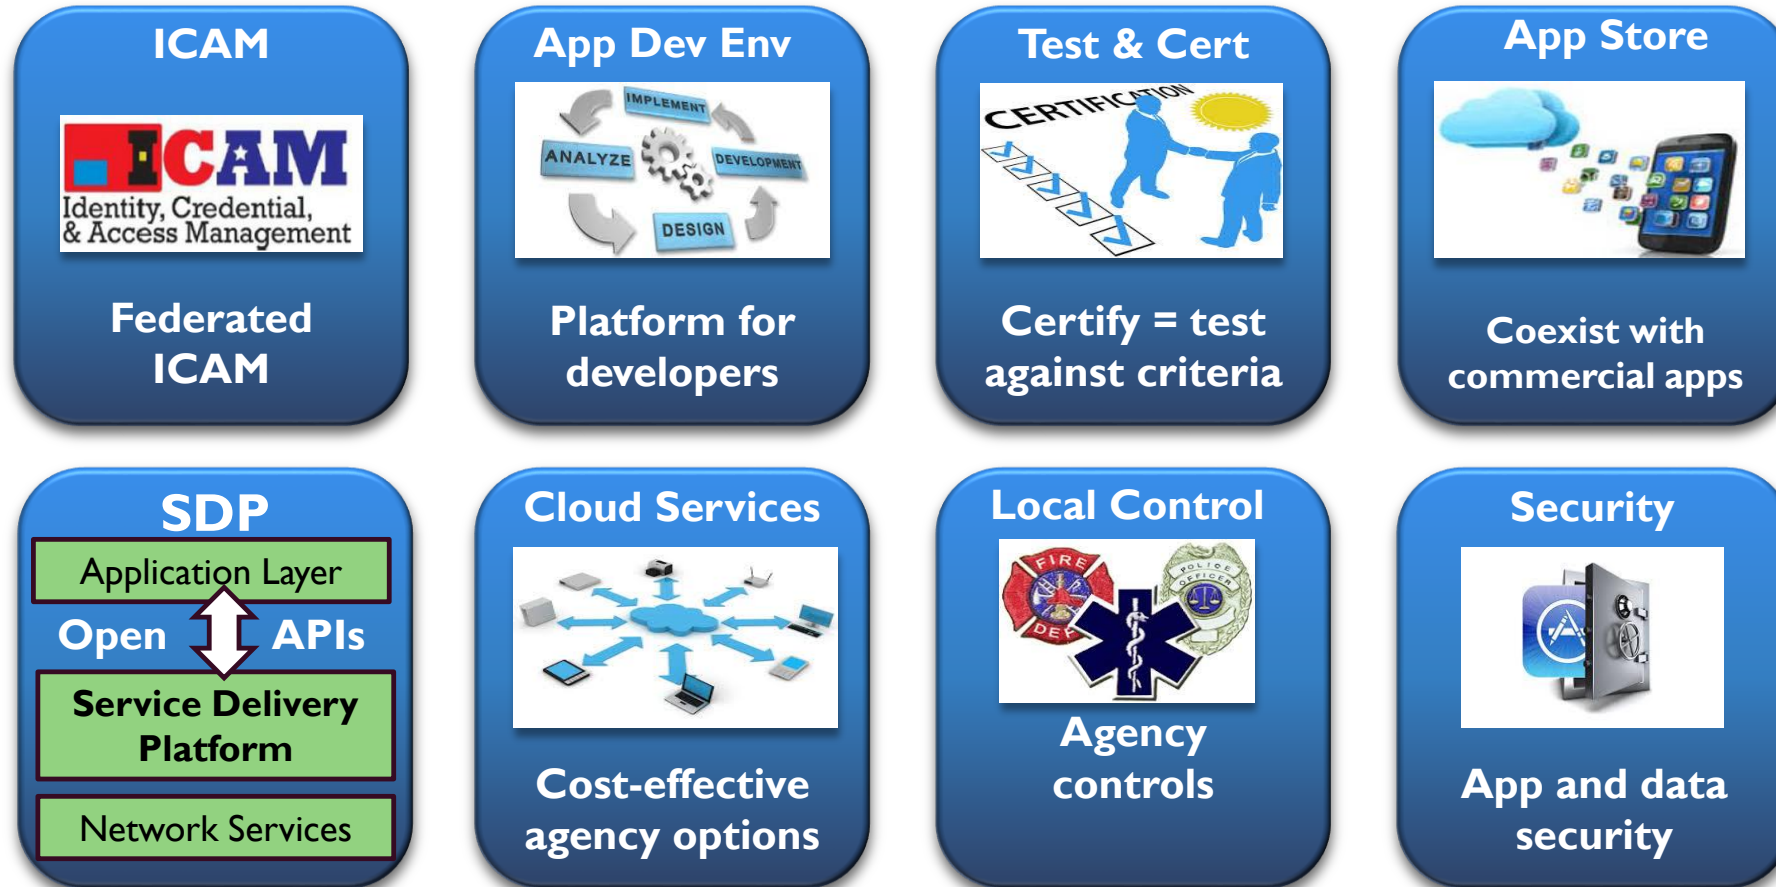 ICAM
ICAM
Identity, Credential,
& Access Management
Federated
ICAM
App Dev Env
IMPLEMENT
ANALYZE
DEVELOPMENT
DESIGN
Platform for
developers
Test & Cert
CERTIFICATION
Certify = test
against criteria
App Store
Coexist with
commercial apps
SDP
Application Layer
Open APIs
Service Delivery
Platform
Network Services
Cloud Services
Cost-effective
agency options
Local Control
FIRE
DEPT
POLICE
OFFICER
Agency
controls
Security
App and data
security